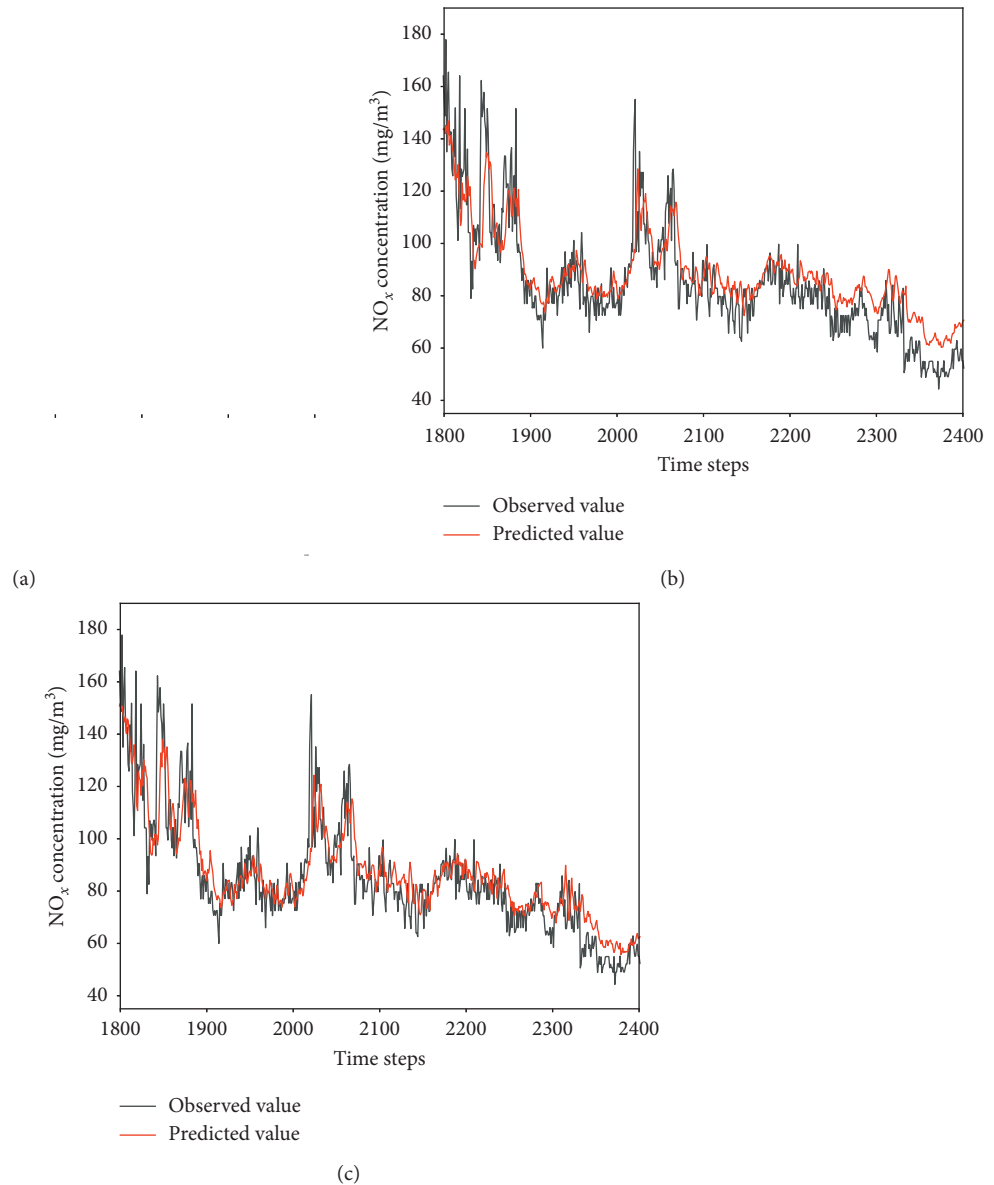 180
160
140
120
100
80
60
40
NOx concentration (mg/m³)
1800 1900 2000 2100 2200 2300 2400
Time steps
Observed value
Predicted value
(a) (b)
180
160
140
120
100
80
60
40
NOx concentration (mg/m³)
1800 1900 2000 2100 2200 2300 2400
Time steps
Observed value
Predicted value
(c)